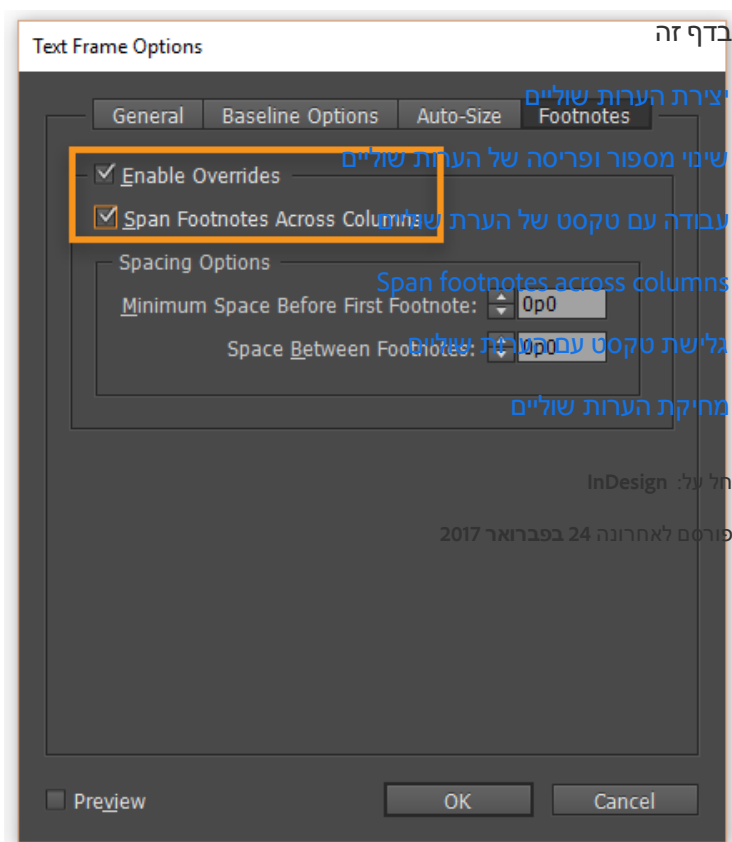 Text Frame Options
בדף זה
General Baseline Options Auto-Size Footnotes
יצירת הערות שוליים
Enable Overrides
שינוי מספור ופריסה של הערות שוליים
Span Footnotes Across Columns
עבודה עם טקסט של הערת שוליים
Spacing Options
Span footnotes across columns
Minimum Space Before First Footnote: 0p0
Space Between Footnotes: 0p0
גלישת טקסט עם הערות שוליים
מחיקת הערות שוליים
חל על: InDesign
פורסם לאחרונה 24 בפברואר 2017
Preview OK Cancel